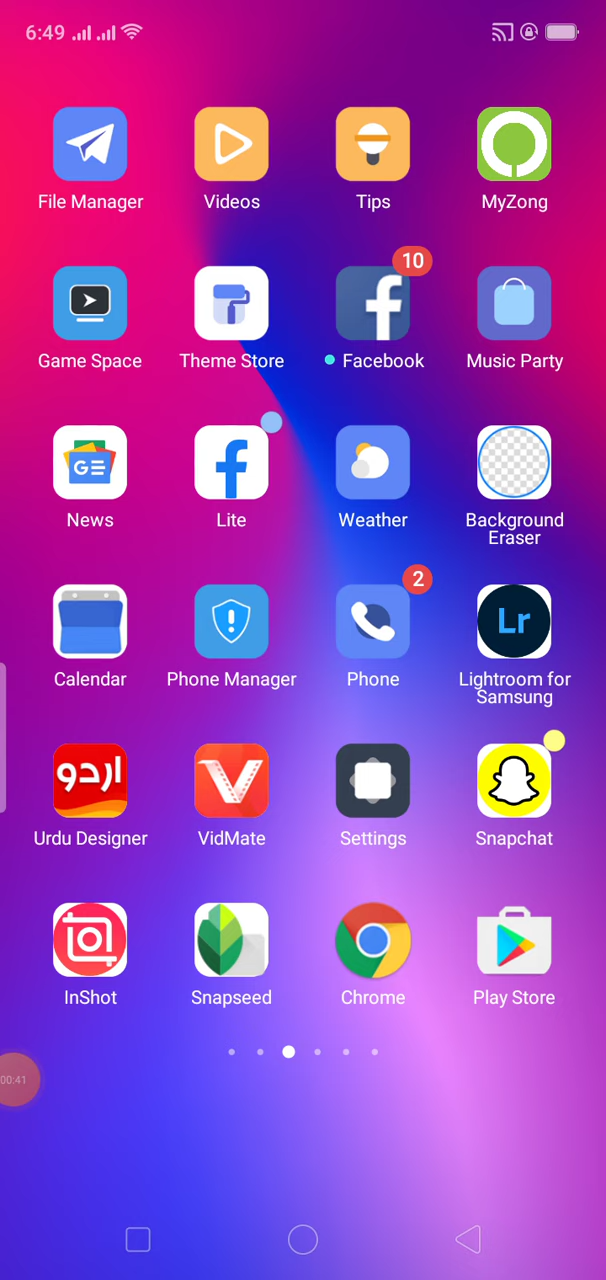 6:49
File Manager
Videos
Tips
MyZong
10
Game Space
Theme Store
Facebook
Music Party
GE
News
Lite
Weather
Background
Eraser
2
Lr
Calendar
Phone Manager
Phone
Lightroom for
Samsung
اردو
Urdu Designer
VidMate
Settings
Snapchat
InShot
Snapseed
Chrome
Play Store
00:41